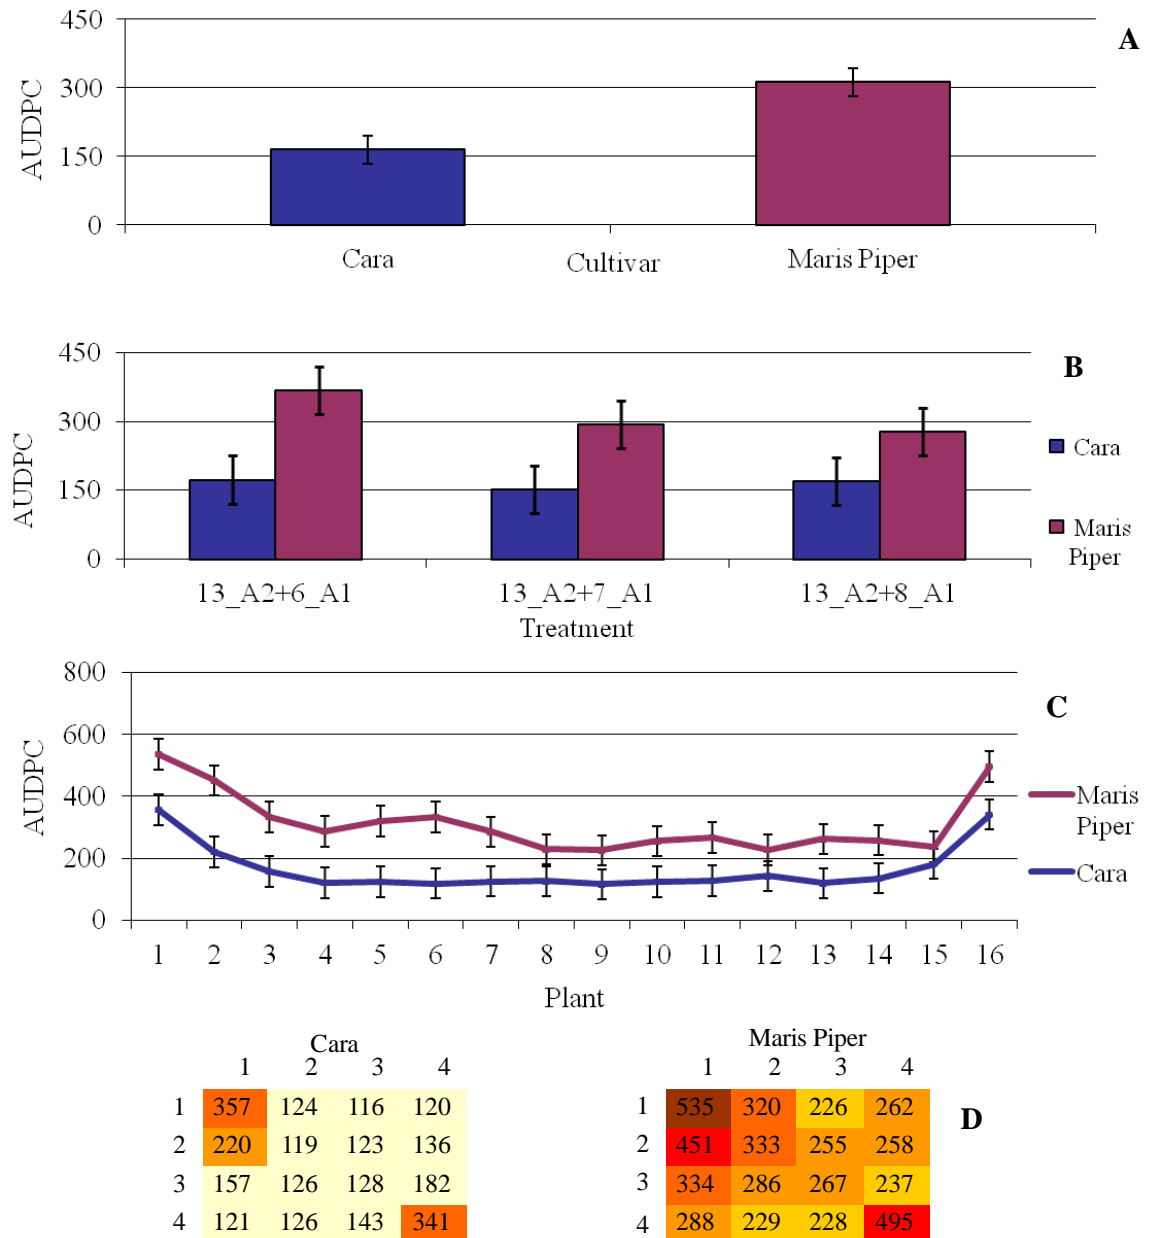 450
A
300
150
0
AUDPC
Cara
Cultivar
Maris Piper
450
B
300
150
0
AUDPC
Cara
Maris
Piper
13_A2+6_A1
13_A2+7_A1
13_A2+8_A1
Treatment
800
C
600
400
200
0
AUDPC
Maris
Piper
Cara
1 2 3 4 5 6 7 8 9 10 11 12 13 14 15 16
Plant
Cara
1 2 3 4
1 357 124 116 120
2 220 119 123 136
3 157 126 128 182
4 121 126 143 341
Maris Piper
1 2 3 4
1 535 320 226 262
2 451 333 255 258
3 334 286 267 237
4 288 229 228 495
D